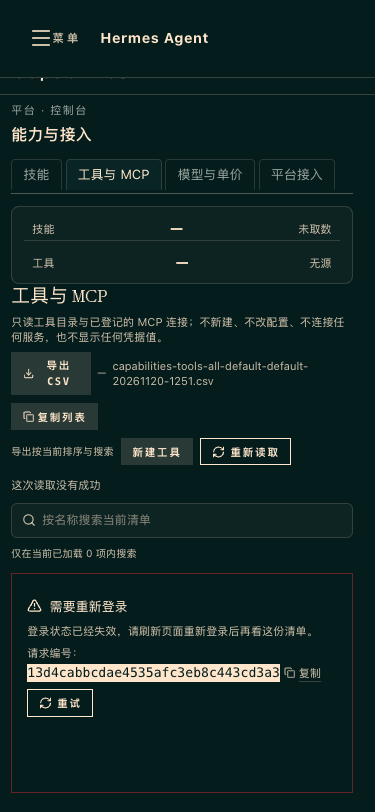 菜单 Hermes Agent
平台 · 控制台
能力与接入
技能 工具与 MCP 模型与单价 平台接入
技能 — 未取数
工具 — 无源
工具与 MCP
只读工具目录与已登记的 MCP 连接；不新建、不改配置、不连接任
何服务，也不显示任何凭据值。
导出
CSV
— capabilities-tools-all-default-default-
20261120-1251.csv
复制列表
导出按当前排序与搜索 新建工具 重新读取
这次读取没有成功
按名称搜索当前清单
仅在当前已加载 0 项内搜索
需要重新登录
登录状态已经失效，请刷新页面重新登录后再看这份清单。
请求编号：
13d4cabbcdae4535afc3eb8c443cd3a3 复制
重试